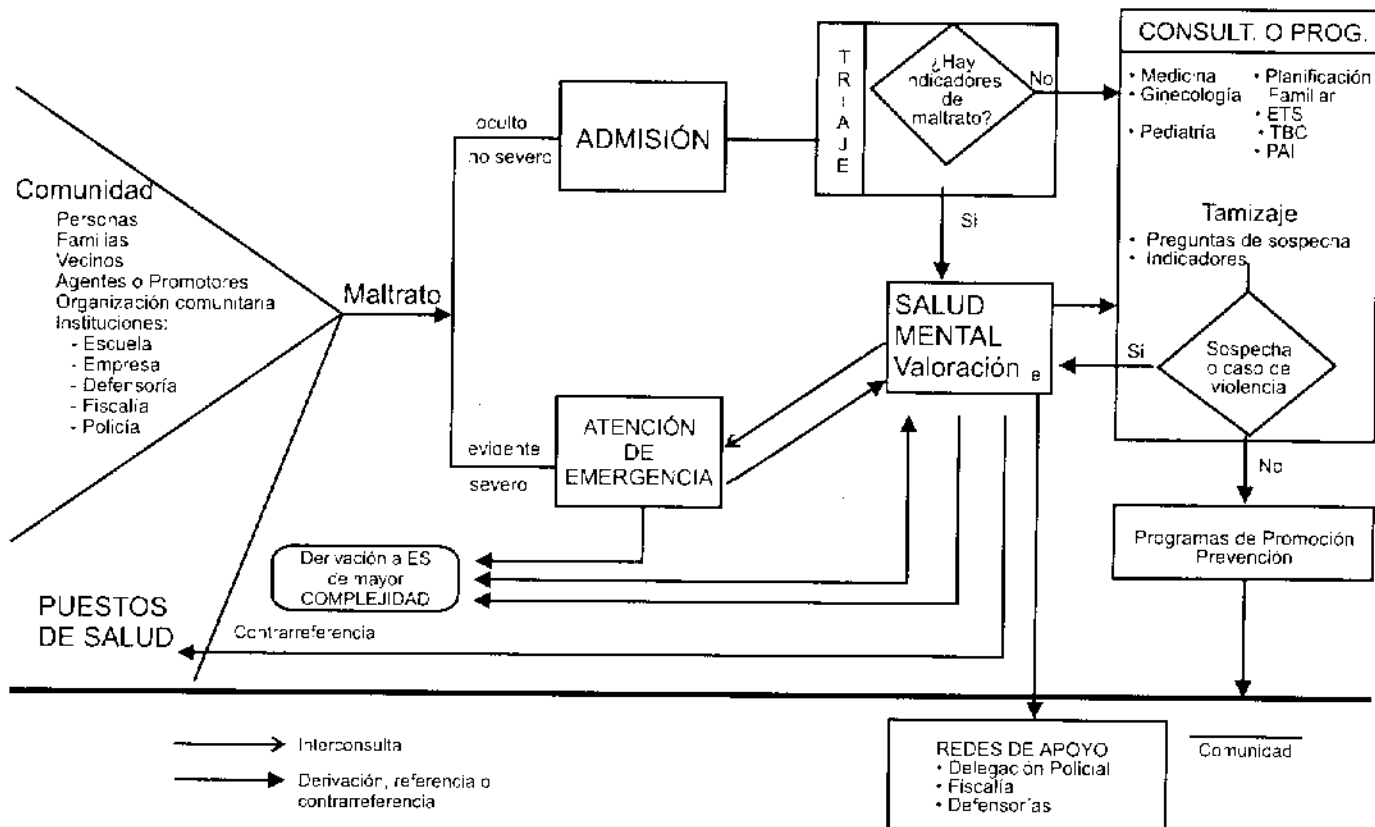 Comunidad
Personas
Familias
Vecinos
Agentes o Promotores
Organización comunitaria
Instituciones:
- Escuela
- Empresa
- Defensoría
- Fiscalía
- Policía
PUESTOS
DE SALUD
Maltrato
oculto
no severo
ADMISIÓN
evidente
severo
ATENCIÓN
DE
EMERGENCIA
Derivación a ES
de mayor
COMPLEJIDAD
Contrarreferencia
T
R
I
A
J
E
¿Hay
indicadores
de
maltrato?
No
Sí
SALUD
MENTAL
Valoración e
CONSULT. O PROG.
• Medicina
• Ginecología
• Pediatría
• Planificación
Familiar
• ETS
• TBC
• PAI
Tamizaje
• Preguntas de sospecha
• Indicadores
Sí
Sospecha
o caso de
violencia
No
Programas de Promoción
Prevención
Comunidad
REDES DE APOYO
• Delegación Policial
• Fiscalía
• Defensorías
Interconsulta
Derivación, referencia o
contrarreferencia